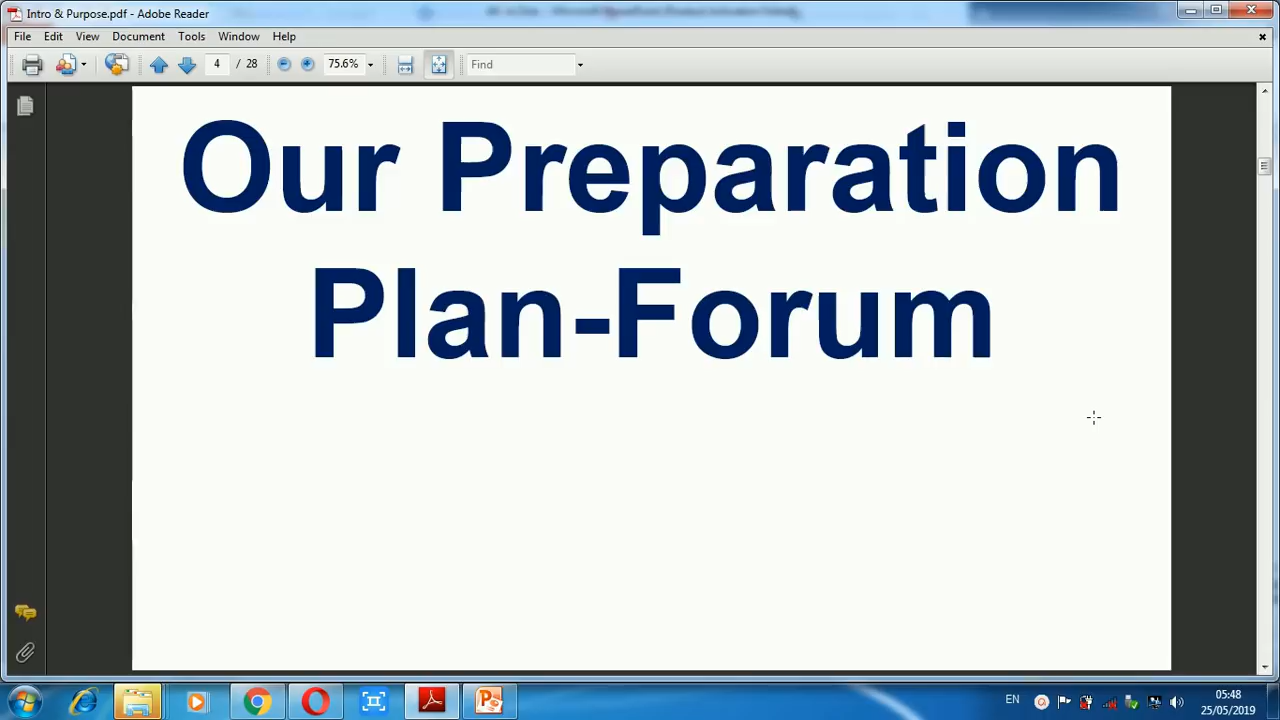 Intro & Purpose.pdf - Adobe Reader
File Edit View Document Tools Window Help
4 / 28 75.6% Find
Our Preparation
Plan-Forum
EN
05:48
25/05/2019